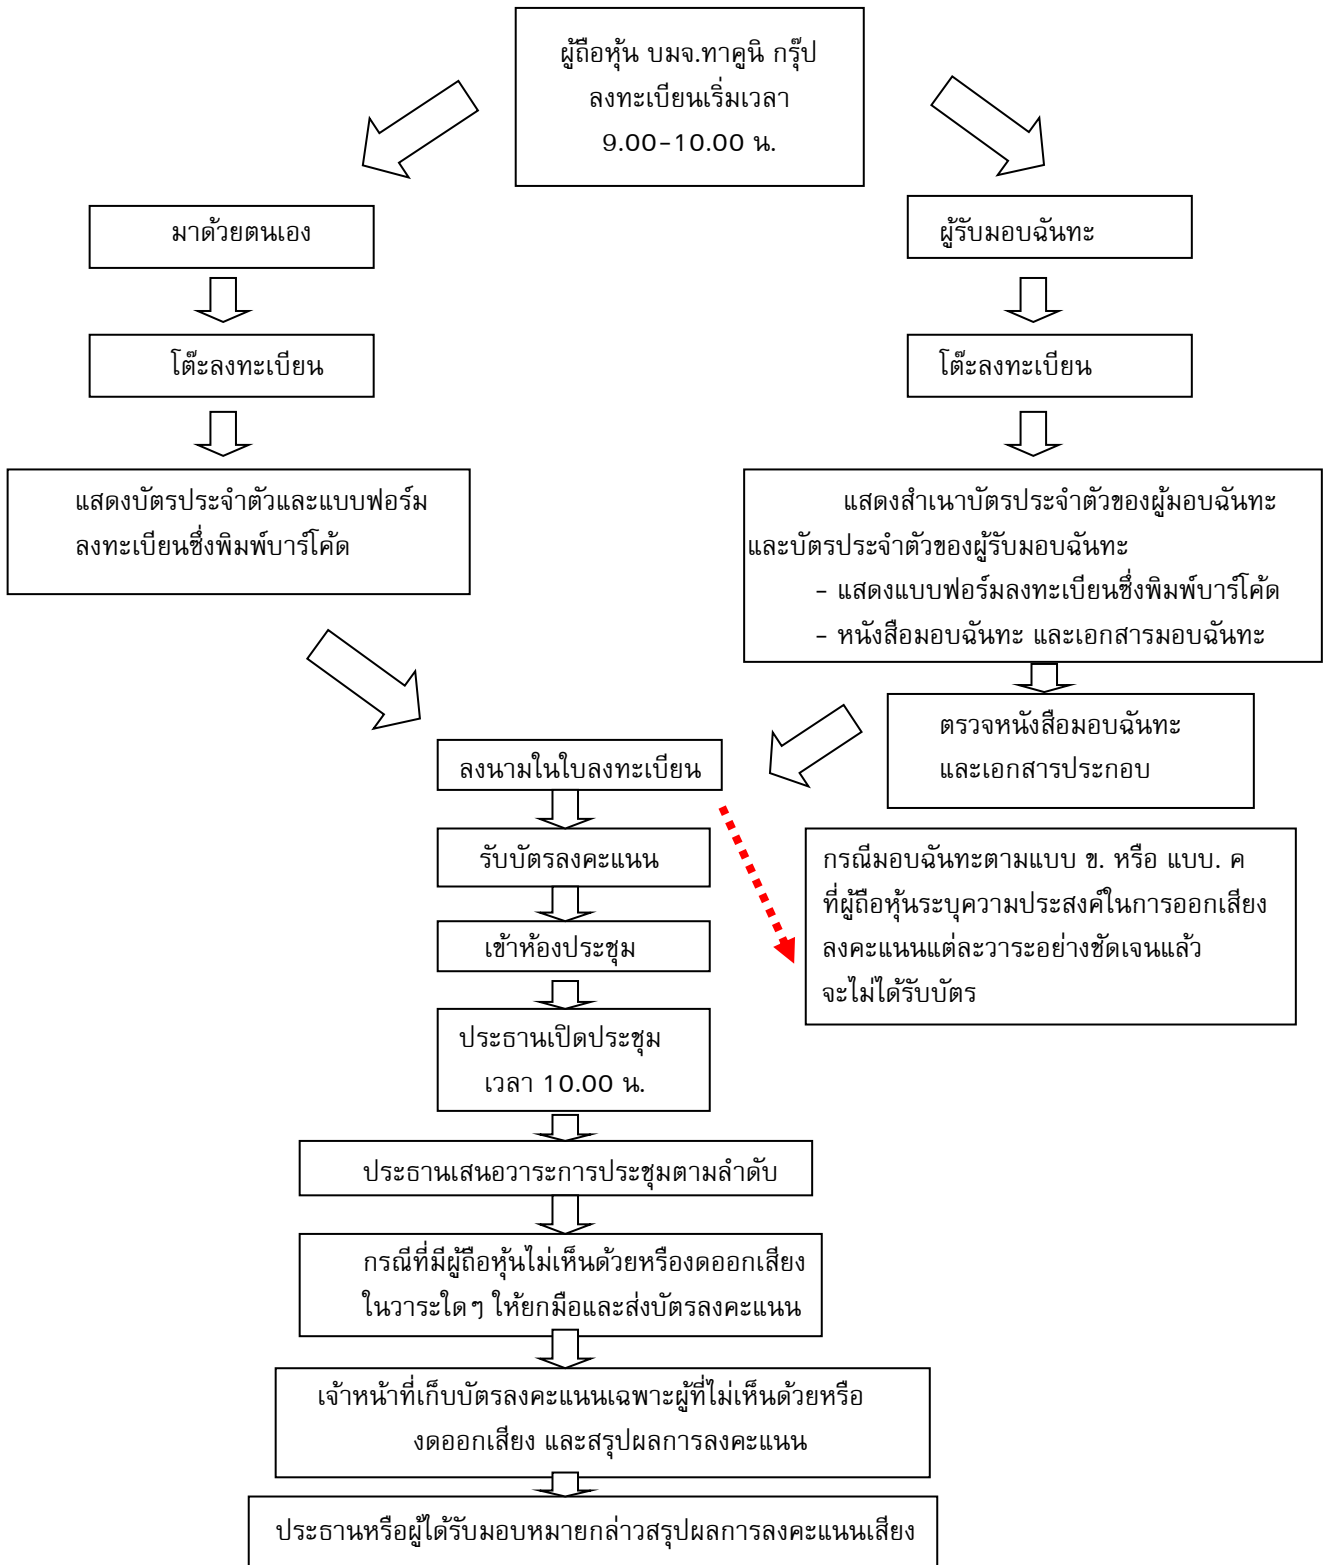 ผู้ถือหุ้น บมจ.ทาคูนิ กรุ๊ป
ลงทะเบียนเริ่มเวลา
9.00-10.00 น.
มาด้วยตนเอง
ผู้รับมอบฉันทะ
โต๊ะลงทะเบียน
โต๊ะลงทะเบียน
แสดงบัตรประจำตัวและแบบฟอร์ม
ลงทะเบียนซึ่งพิมพ์บาร์โค้ด
แสดงสำเนาบัตรประจำตัวของผู้มอบฉันทะ
และบัตรประจำตัวของผู้รับมอบฉันทะ
- แสดงแบบฟอร์มลงทะเบียนซึ่งพิมพ์บาร์โค้ด
- หนังสือมอบฉันทะ และเอกสารมอบฉันทะ
ตรวจหนังสือมอบฉันทะ
และเอกสารประกอบ
ลงนามในใบลงทะเบียน
รับบัตรลงคะแนน
กรณีมอบฉันทะตามแบบ ข. หรือ แบบ. ค
ที่ผู้ถือหุ้นระบุความประสงค์ในการออกเสียง
ลงคะแนนแต่ละวาระอย่างชัดเจนแล้ว
จะไม่ได้รับบัตร
เข้าห้องประชุม
ประธานเปิดประชุม
เวลา 10.00 น.
ประธานเสนอวาระการประชุมตามลำดับ
กรณีที่มีผู้ถือหุ้นไม่เห็นด้วยหรืองดออกเสียง
ในวาระใดๆ ให้ยกมือและส่งบัตรลงคะแนน
เจ้าหน้าที่เก็บบัตรลงคะแนนเฉพาะผู้ที่ไม่เห็นด้วยหรือ
งดออกเสียง และสรุปผลการลงคะแนน
ประธานหรือผู้ได้รับมอบหมายกล่าวสรุปผลการลงคะแนนเสียง